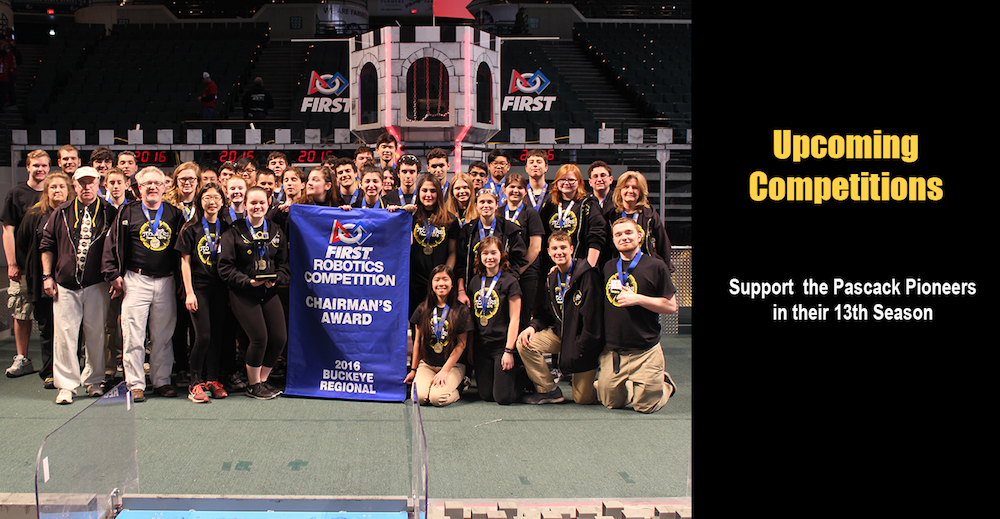 FIRST
FIRST
2016
2016
2016
FIRST
ROBOTICS
COMPETITION
CHAIRMAN'S
AWARD
2016
BUCKEYE
REGIONAL
Upcoming
Competitions
Support the Pascack Pioneers
in their 13th Season